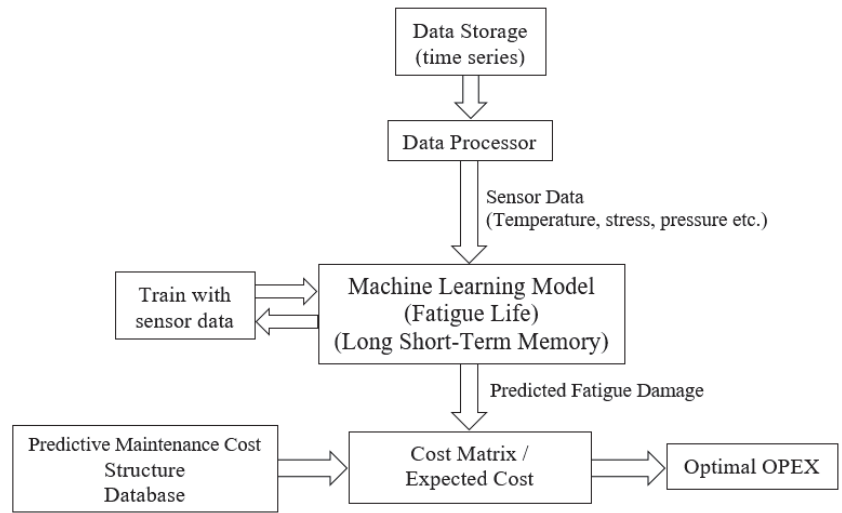 Data Storage
(time series)
Data Processor
Sensor Data
(Temperature, stress, pressure etc.)
Train with
sensor data
Machine Learning Model
(Fatigue Life)
(Long Short-Term Memory)
Predicted Fatigue Damage
Predictive Maintenance Cost
Structure
Database
Cost Matrix /
Expected Cost
Optimal OPEX